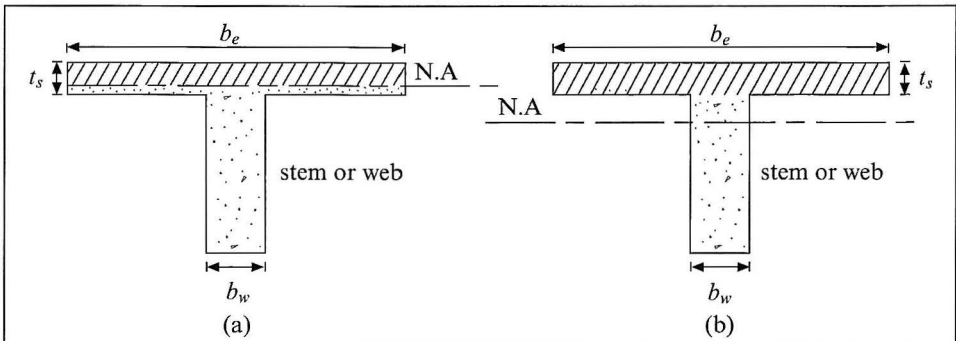 b_e
t_s
N.A
stem or web
b_w
(a)
b_e
t_s
N.A
stem or web
b_w
(b)